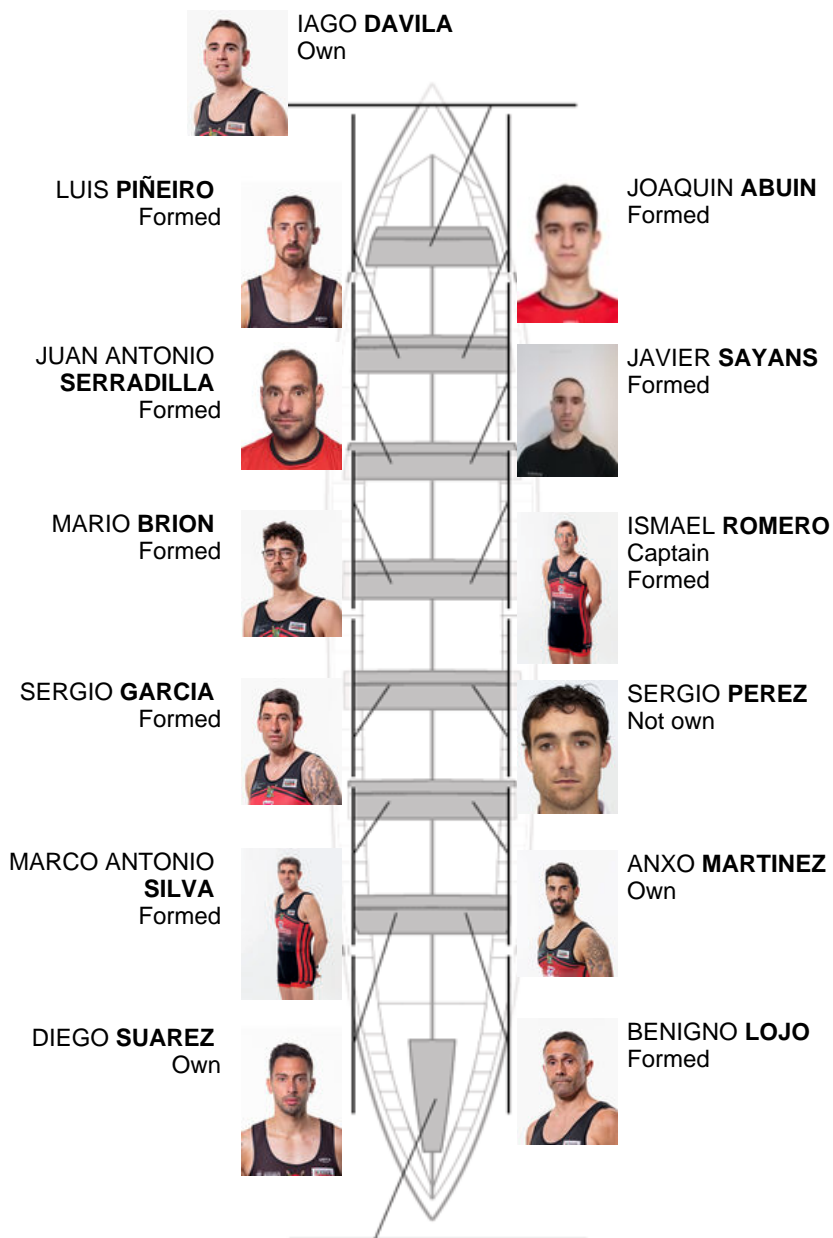 IAGO DAVILA
Own
LUIS PIÑEIRO
Formed
JOAQUIN ABUIN
Formed
JUAN ANTONIO
SERRADILLA
Formed
JAVIER SAYANS
Formed
MARIO BRION
Formed
ISMAEL ROMERO
Captain
Formed
SERGIO GARCIA
Formed
SERGIO PEREZ
Not own
MARCO ANTONIO
SILVA
Formed
ANXO MARTINEZ
Own
DIEGO SUAREZ
Own
BENIGNO LOJO
Formed